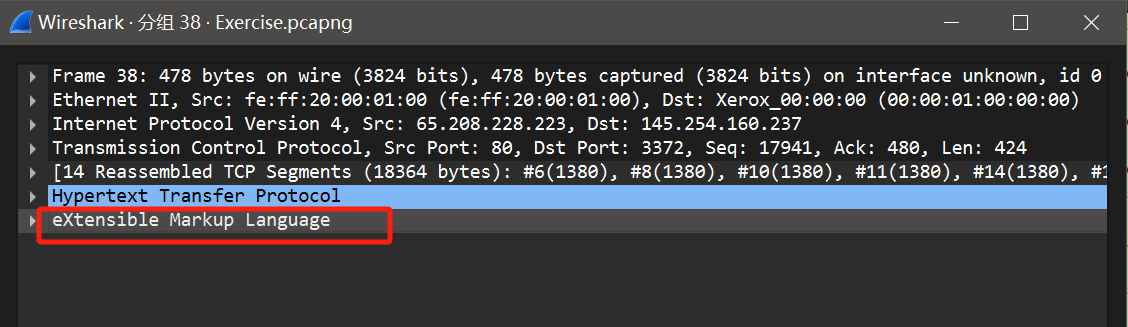 Wireshark · 分组 38 · Exercise.pcapng
Frame 38: 478 bytes on wire (3824 bits), 478 bytes captured (3824 bits) on interface unknown, id 0
Ethernet II, Src: fe:ff:20:00:01:00 (fe:ff:20:00:01:00), Dst: Xerox_00:00:00 (00:00:01:00:00:00)
Internet Protocol Version 4, Src: 65.208.228.223, Dst: 145.254.160.237
Transmission Control Protocol, Src Port: 80, Dst Port: 3372, Seq: 17941, Ack: 480, Len: 424
[14 Reassembled TCP Segments (18364 bytes): #6(1380), #8(1380), #10(1380), #11(1380), #14(1380),
Hypertext Transfer Protocol
eXtensible Markup Language